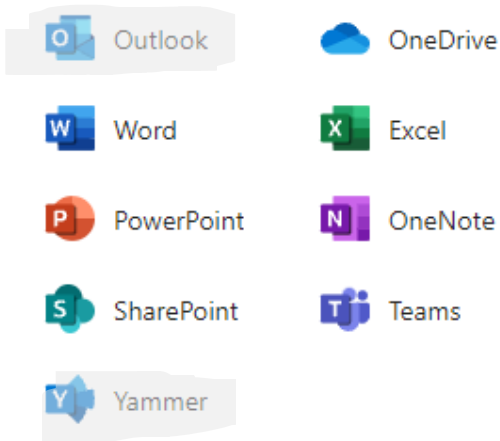 Outlook OneDrive
Word Excel
PowerPoint OneNote
SharePoint Teams
Yammer